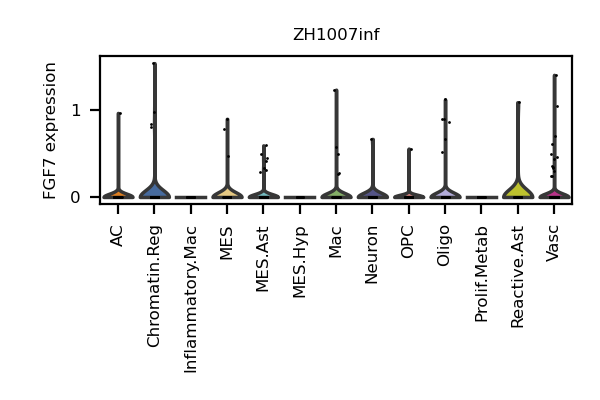 ZH1007inf
FGF7 expression
1
0
AC
Chromatin.Reg
Inflammatory.Mac
MES
MES.Ast
MES.Hyp
Mac
Neuron
OPC
Oligo
Prolif.Metab
Reactive.Ast
Vasc